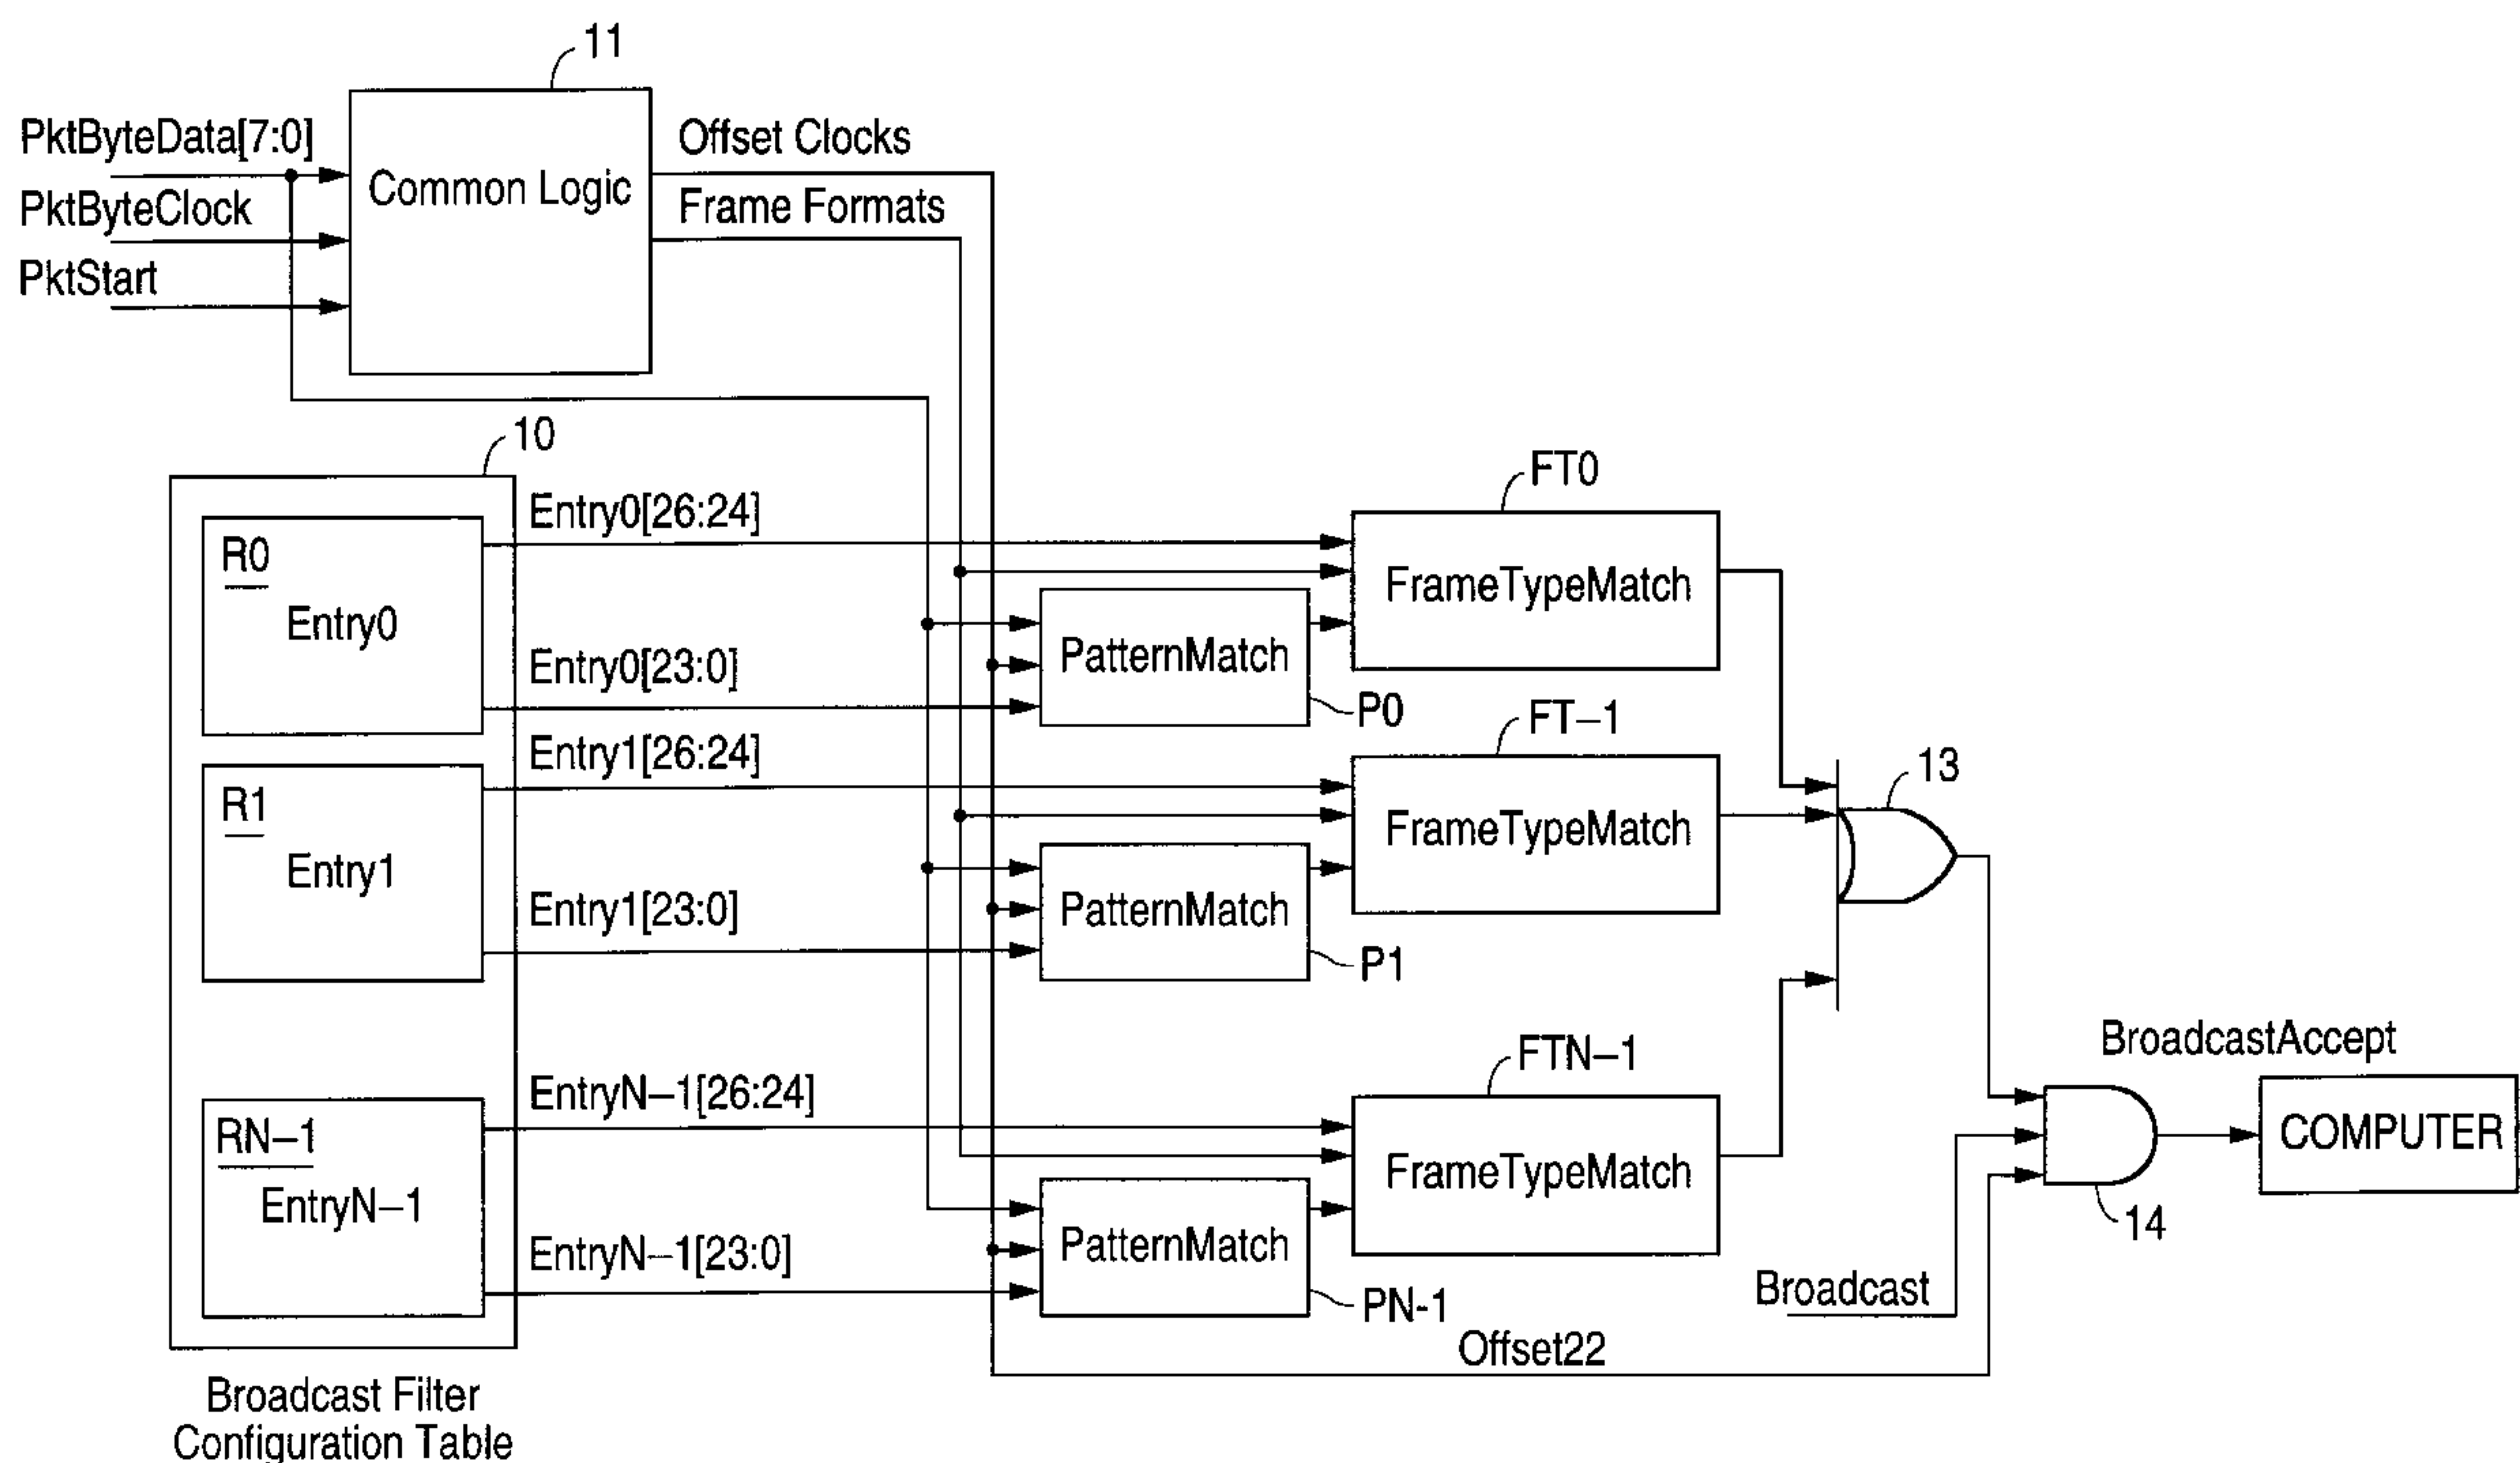 11
PktByteData[7:0]
PktByteClock
PktStart
Common Logic
Offset Clocks
Frame Formats
10
R0
Entry0
Entry0[26:24]
Entry0[23:0]
R1
Entry1
Entry1[26:24]
Entry1[23:0]
RN–1
EntryN–1
EntryN–1[26:24]
EntryN–1[23:0]
Broadcast Filter
Configuration Table
FT0
FrameTypeMatch
PatternMatch
P0
FT–1
FrameTypeMatch
PatternMatch
P1
FTN–1
FrameTypeMatch
PatternMatch
PN-1
13
BroadcastAccept
COMPUTER
14
Broadcast
Offset22